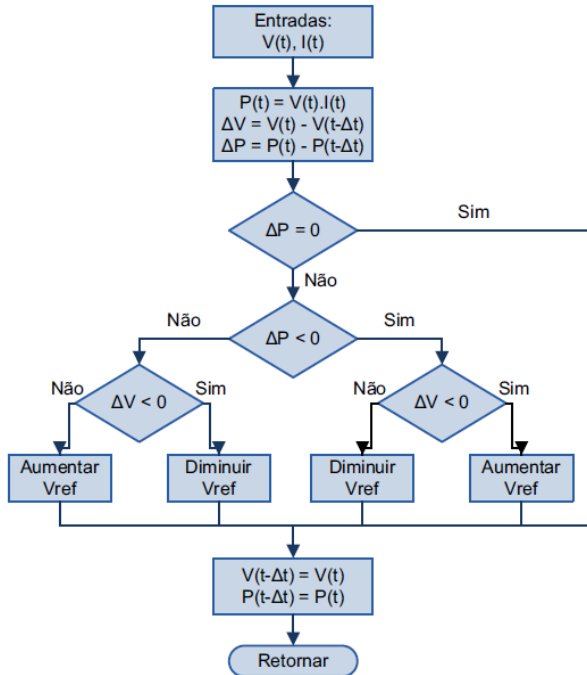 Entradas:
V(t), I(t)
P(t) = V(t).I(t)
ΔV = V(t) - V(t-Δt)
ΔP = P(t) - P(t-Δt)
ΔP = 0
Sim
Não
ΔP < 0
Não
Sim
ΔV < 0
Não
Sim
ΔV < 0
Não
Sim
Aumentar
Vref
Diminuir
Vref
Diminuir
Vref
Aumentar
Vref
V(t-Δt) = V(t)
P(t-Δt) = P(t)
Retornar